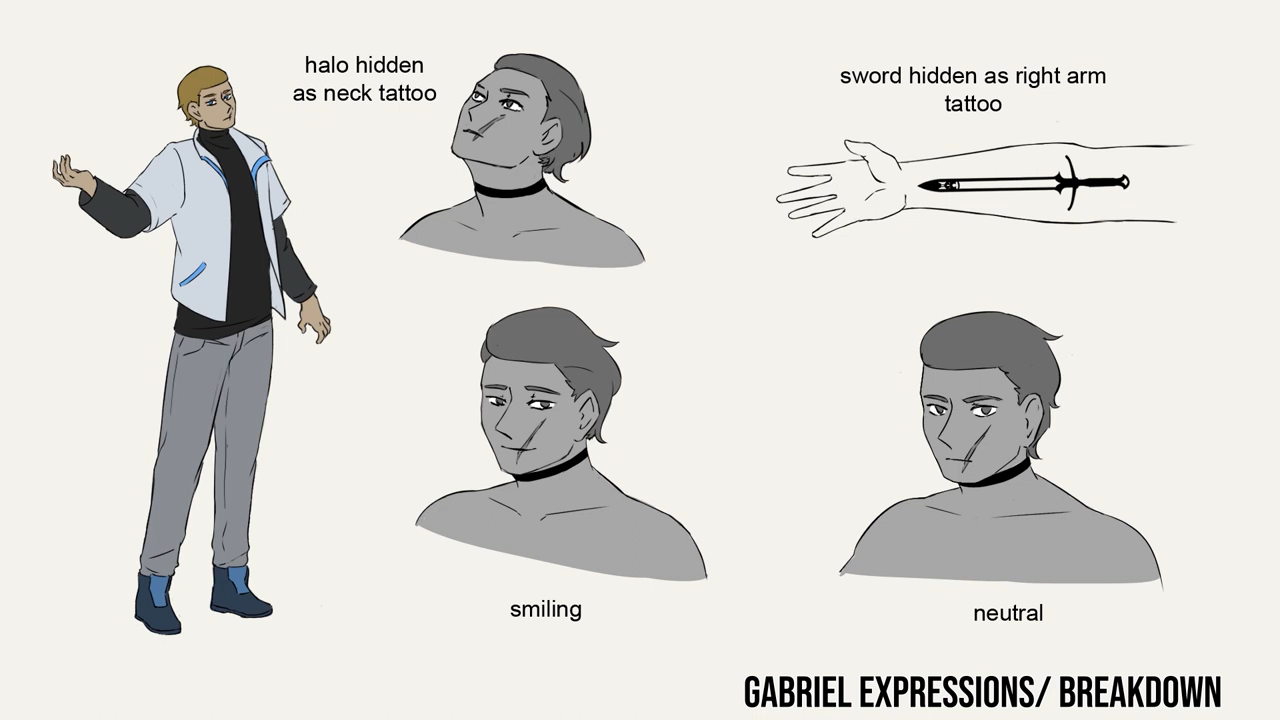 halo hidden
as neck tattoo
sword hidden as right arm
tattoo
smiling
neutral
GABRIEL EXPRESSIONS/ BREAKDOWN